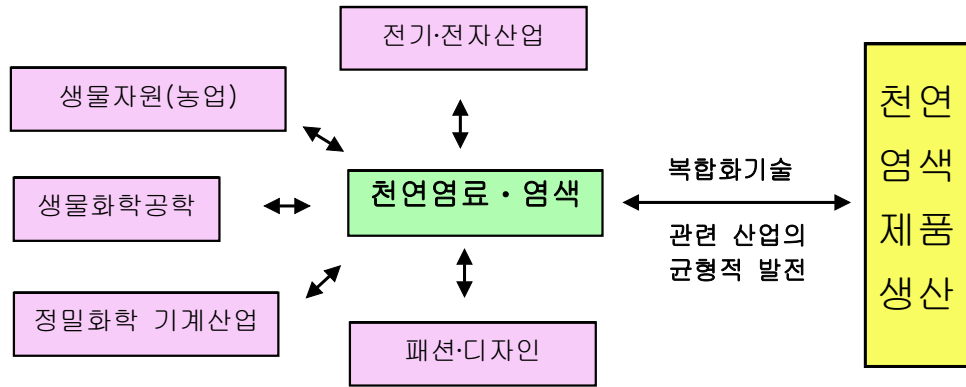 전기·전자산업
생물자원(농업)
생물화학공학
정밀화학 기계산업
천연염료·염색
패션·디자인
복합화기술
관련 산업의
균형적 발전
천연
염색
제품
생산